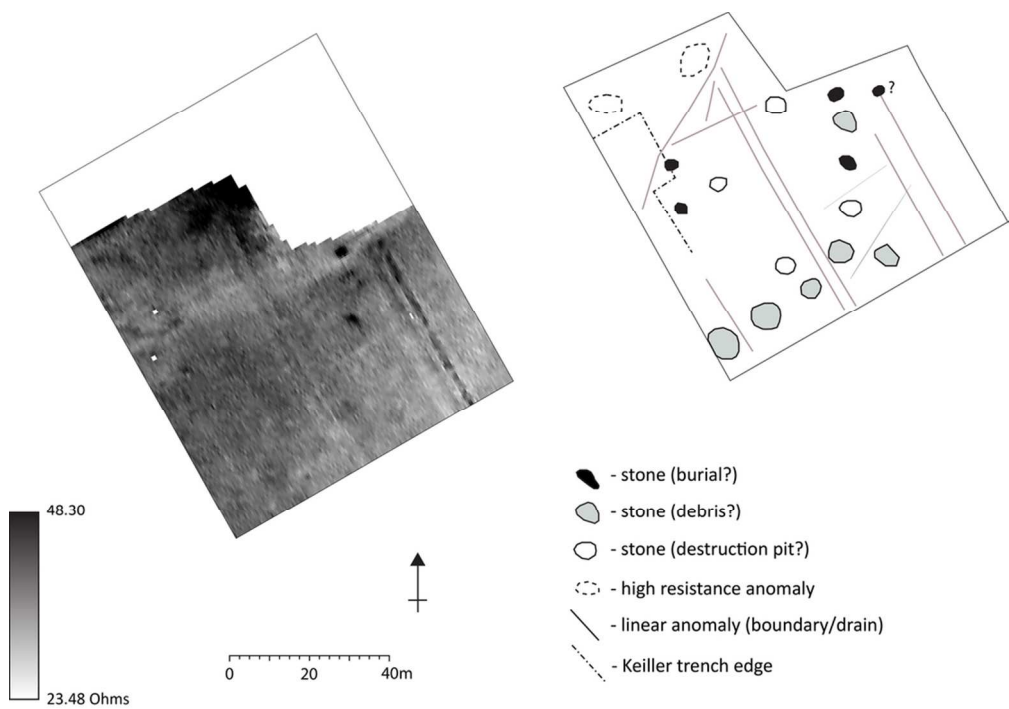 ?
- stone (burial?)
- stone (debris?)
- stone (destruction pit?)
- high resistance anomaly
- linear anomaly (boundary/drain)
- Keiller trench edge
48.30
23.48 Ohms
0 20 40m